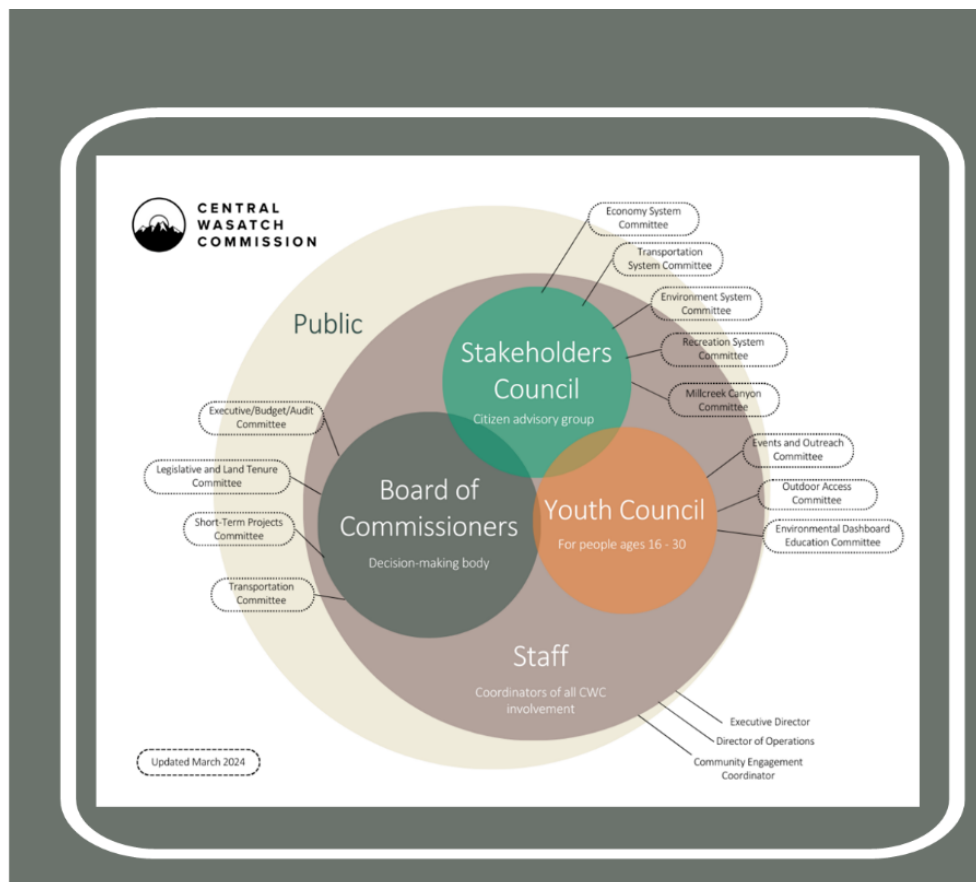 CENTRAL
WASATCH
COMMISSION
Public
Economy System
Committee
Transportation
System Committee
Environment System
Committee
Recreation System
Committee
Millcreek Canyon
Committee
Stakeholders
Council
Citizen advisory group
Executive/Budget/Audit
Committee
Legislative and Land Tenure
Committee
Short-Term Projects
Committee
Transportation
Committee
Board of
Commissioners
Decision-making body
Youth Council
For people ages 16 - 30
Events and Outreach
Committee
Outdoor Access
Committee
Environmental Dashboard
Education Committee
Staff
Coordinators of all CWC
involvement
Executive Director
Director of Operations
Community Engagement
Coordinator
Updated March 2024